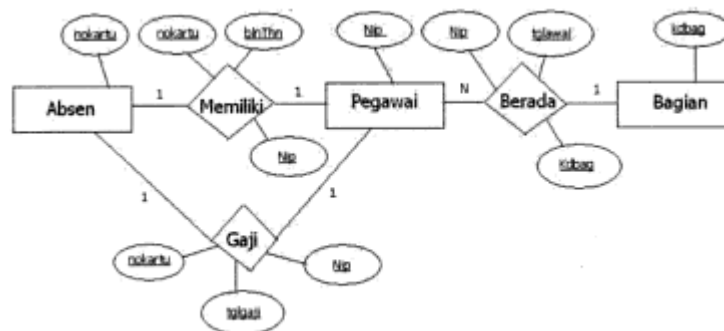 nokartu
nokartu
blnThn
Nip
Nip
tglawal
kdbag
Absen
1
Memiliki
1
Pegawai
N
Berada
1
Bagian
Nip
Kdbag
1
1
Gaji
nokartu
Nip
tglgaji